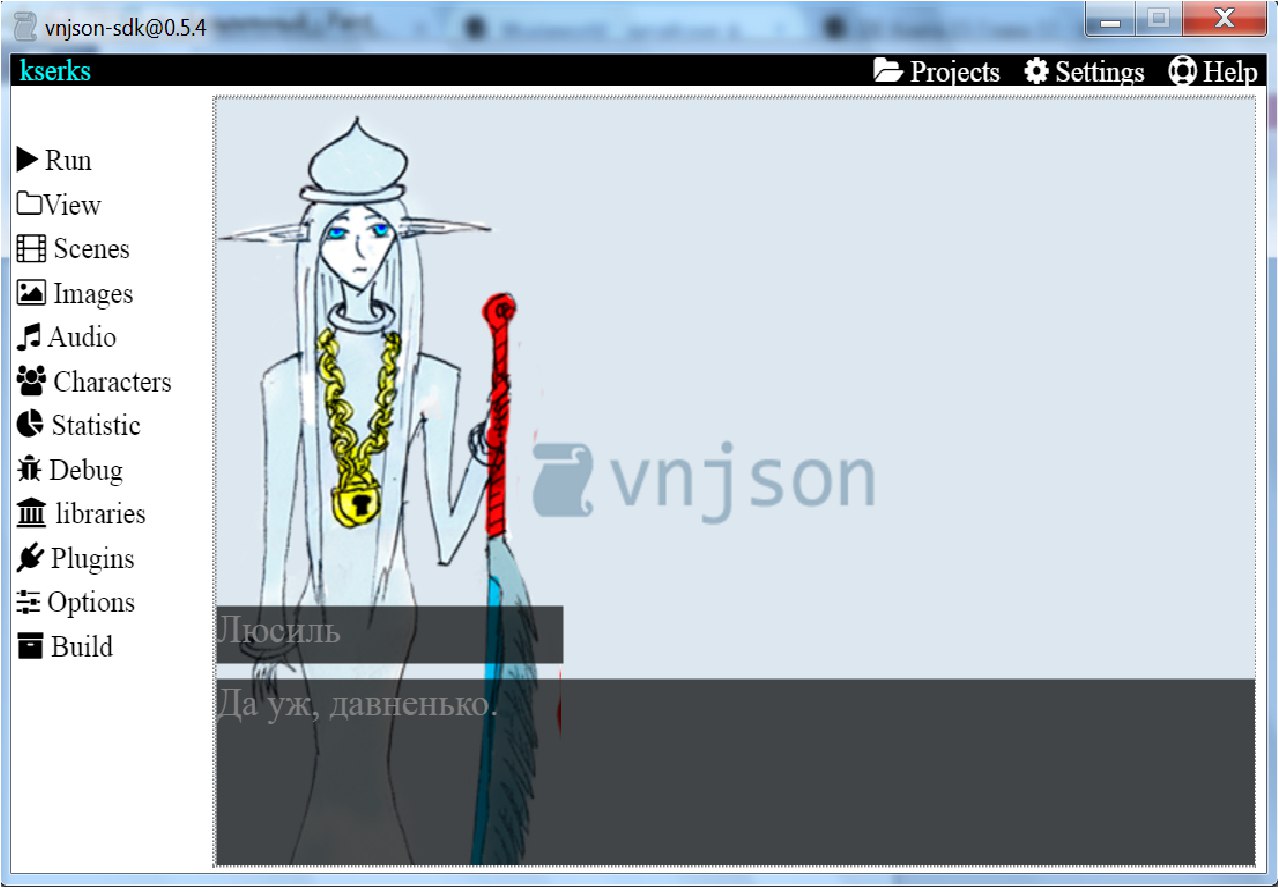 vnjson-sdk@0.5.4
kserks
Projects Settings Help
Run
View
Scenes
Images
Audio
Characters
Statistic
Debug
libraries
Plugins
Options
Build
vnjson
Люсиль
Да уж, давненько.